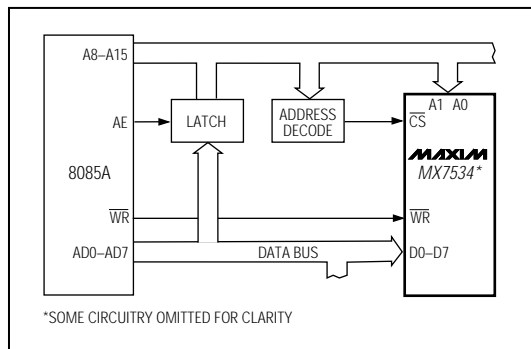 A8–A15
A1 A0
AE
LATCH
ADDRESS
DECODE
CS
MAXIM
MX7534*
8085A
WR
WR
AD0–AD7
DATA BUS
D0–D7
*SOME CIRCUITRY OMITTED FOR CLARITY